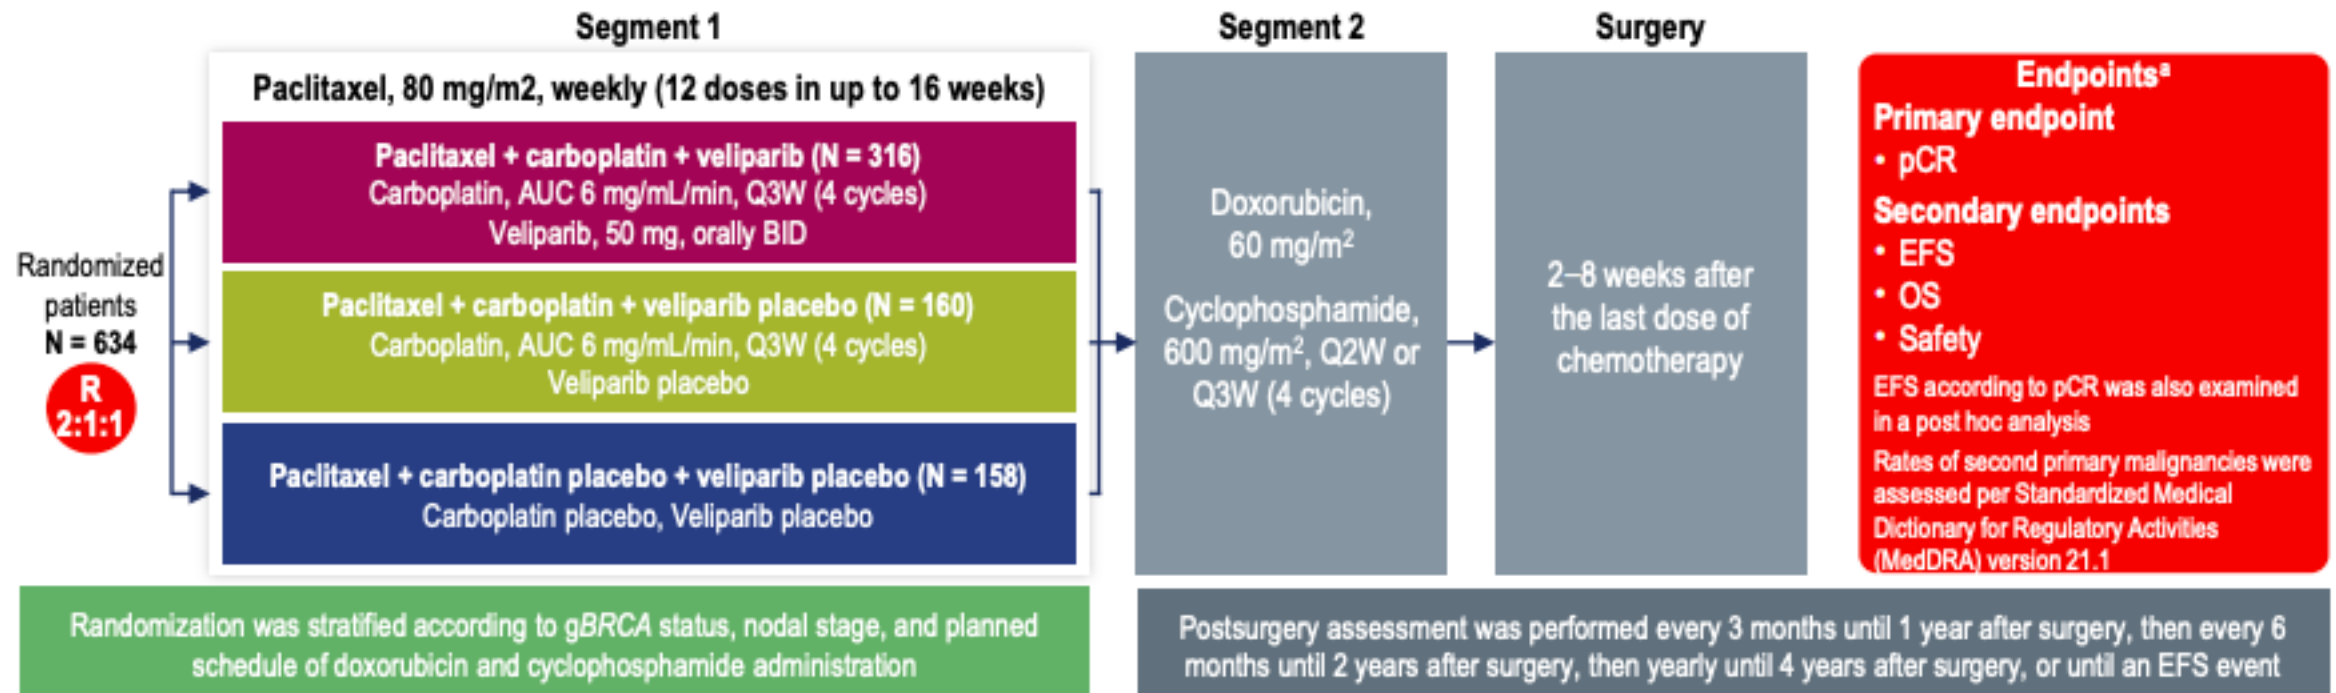 Segment 1
Paclitaxel, 80 mg/m2, weekly (12 doses in up to 16 weeks)
Randomized
patients
N = 634
R
2:1:1
Paclitaxel + carboplatin + veliparib (N = 316)
Carboplatin, AUC 6 mg/mL/min, Q3W (4 cycles)
Veliparib, 50 mg, orally BID
Paclitaxel + carboplatin + veliparib placebo (N = 160)
Carboplatin, AUC 6 mg/mL/min, Q3W (4 cycles)
Veliparib placebo
Paclitaxel + carboplatin placebo + veliparib placebo (N = 158)
Carboplatin placebo, Veliparib placebo
Segment 2
Doxorubicin,
60 mg/m²
Cyclophosphamide,
600 mg/m², Q2W or
Q3W (4 cycles)
Surgery
2–8 weeks after
the last dose of
chemotherapy
Endpointsᵃ
Primary endpoint
• pCR
Secondary endpoints
• EFS
• OS
• Safety
EFS according to pCR was also examined
in a post hoc analysis
Rates of second primary malignancies were
assessed per Standardized Medical
Dictionary for Regulatory Activities
(MedDRA) version 21.1
Randomization was stratified according to gBRCA status, nodal stage, and planned
schedule of doxorubicin and cyclophosphamide administration
Postsurgery assessment was performed every 3 months until 1 year after surgery, then every 6
months until 2 years after surgery, then yearly until 4 years after surgery, or until an EFS event